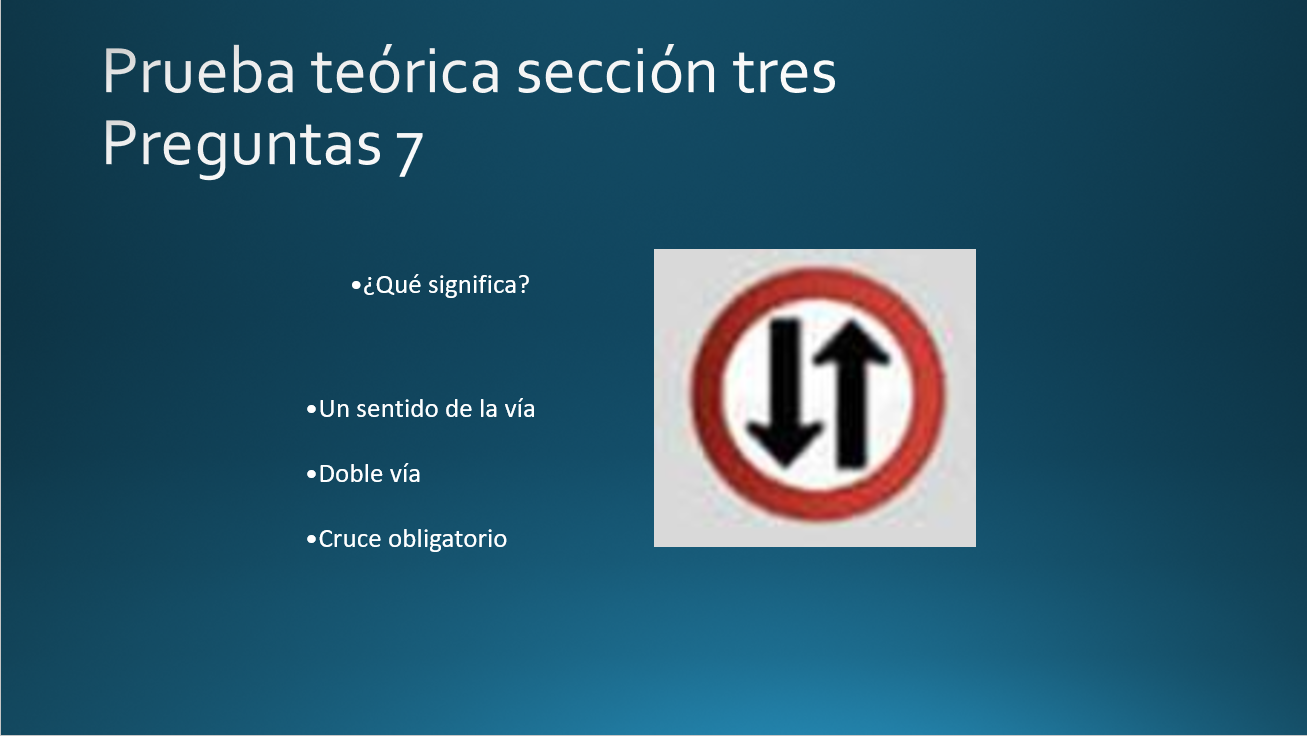 Prueba teórica sección tres
Preguntas 7
•¿Qué significa?
•Un sentido de la vía
•Doble vía
•Cruce obligatorio